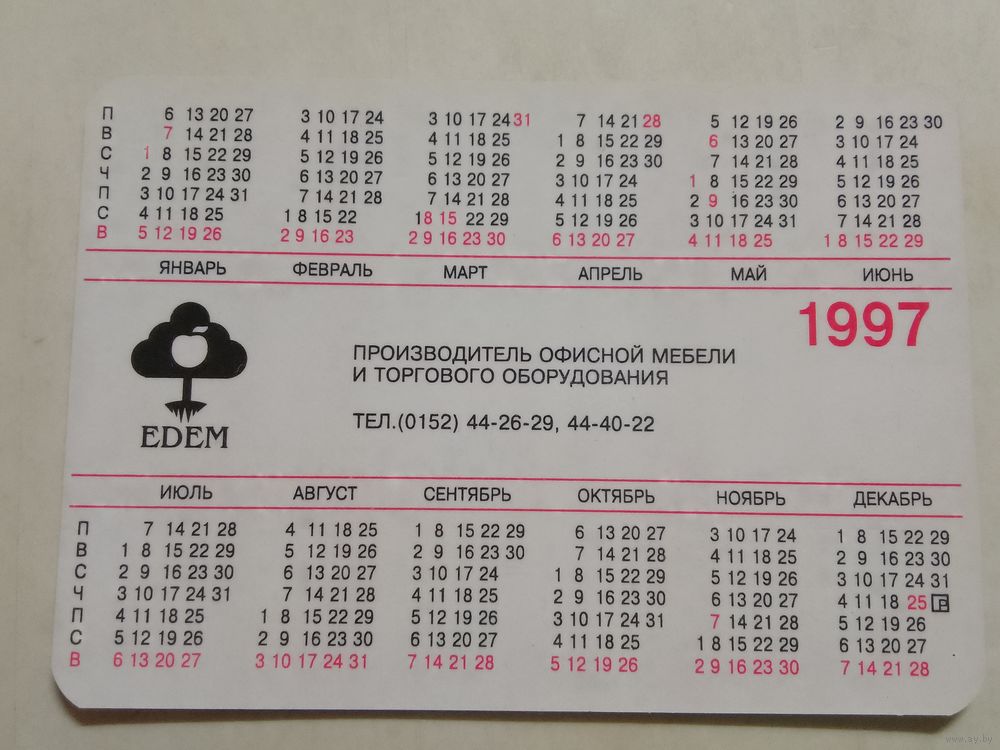 П 6 13 20 27 3 10 17 24 3 10 17 24 31 7 14 21 28 5 12 19 26 2 9 16 23 30
В 7 14 21 28 4 11 18 25 4 11 18 25 1 8 15 22 29 6 13 20 27 3 10 17 24
С 1 8 15 22 29 5 12 19 26 5 12 19 26 2 9 16 23 30 7 14 21 28 4 11 18 25
Ч 2 9 16 23 30 6 13 20 27 6 13 20 27 3 10 17 24 1 8 15 22 29 5 12 19 26
П 3 10 17 24 31 7 14 21 28 7 14 21 28 4 11 18 25 2 9 16 23 30 6 13 20 27
С 4 11 18 25 1 8 15 22 1 8 15 22 29 5 12 19 26 3 10 17 24 31 7 14 21 28
В 5 12 19 26 2 9 16 23 2 9 16 23 30 6 13 20 27 4 11 18 25 1 8 15 22 29
ЯНВАРЬ ФЕВРАЛЬ МАРТ АПРЕЛЬ МАЙ ИЮНЬ
1997
ПРОИЗВОДИТЕЛЬ ОФИСНОЙ МЕБЕЛИ
И ТОРГОВОГО ОБОРУДОВАНИЯ
ТЕЛ.(0152) 44-26-29, 44-40-22
EDEM
ИЮЛЬ АВГУСТ СЕНТЯБРЬ ОКТЯБРЬ НОЯБРЬ ДЕКАБРЬ
П 7 14 21 28 4 11 18 25 1 8 15 22 29 6 13 20 27 3 10 17 24 1 8 15 22 29
В 1 8 15 22 29 5 12 19 26 2 9 16 23 30 7 14 21 28 4 11 18 25 2 9 16 23 30
С 2 9 16 23 30 6 13 20 27 3 10 17 24 1 8 15 22 29 5 12 19 26 3 10 17 24 31
Ч 3 10 17 24 31 7 14 21 28 4 11 18 25 2 9 16 23 30 6 13 20 27 4 11 18 25
П 4 11 18 25 1 8 15 22 29 5 12 19 26 3 10 17 24 31 7 14 21 28 5 12 19 26
С 5 12 19 26 2 9 16 23 30 6 13 20 27 4 11 18 25 1 8 15 22 29 6 13 20 27
В 6 13 20 27 3 10 17 24 31 7 14 21 28 5 12 19 26 2 9 16 23 30 7 14 21 28
www.ay.by